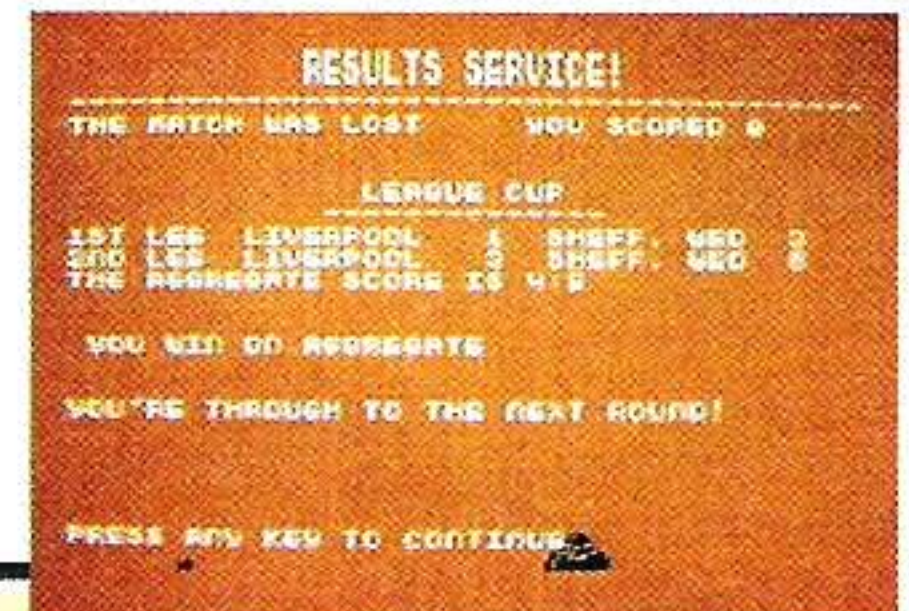 RESULTS SERVICE!
THE MATCH WAS LOST YOU SCORED 0
LEAGUE CUP
1ST LEG LIVERPOOL 1 SHEFF. WED
2ND LEG LIVERPOOL 3 SHEFF. WED 0
THE AGGREGATE SCORE IS
YOU WIN ON AGGREGATE
YOU'RE THROUGH TO THE NEXT ROUND!
PRESS ANY KEY TO CONTINUE